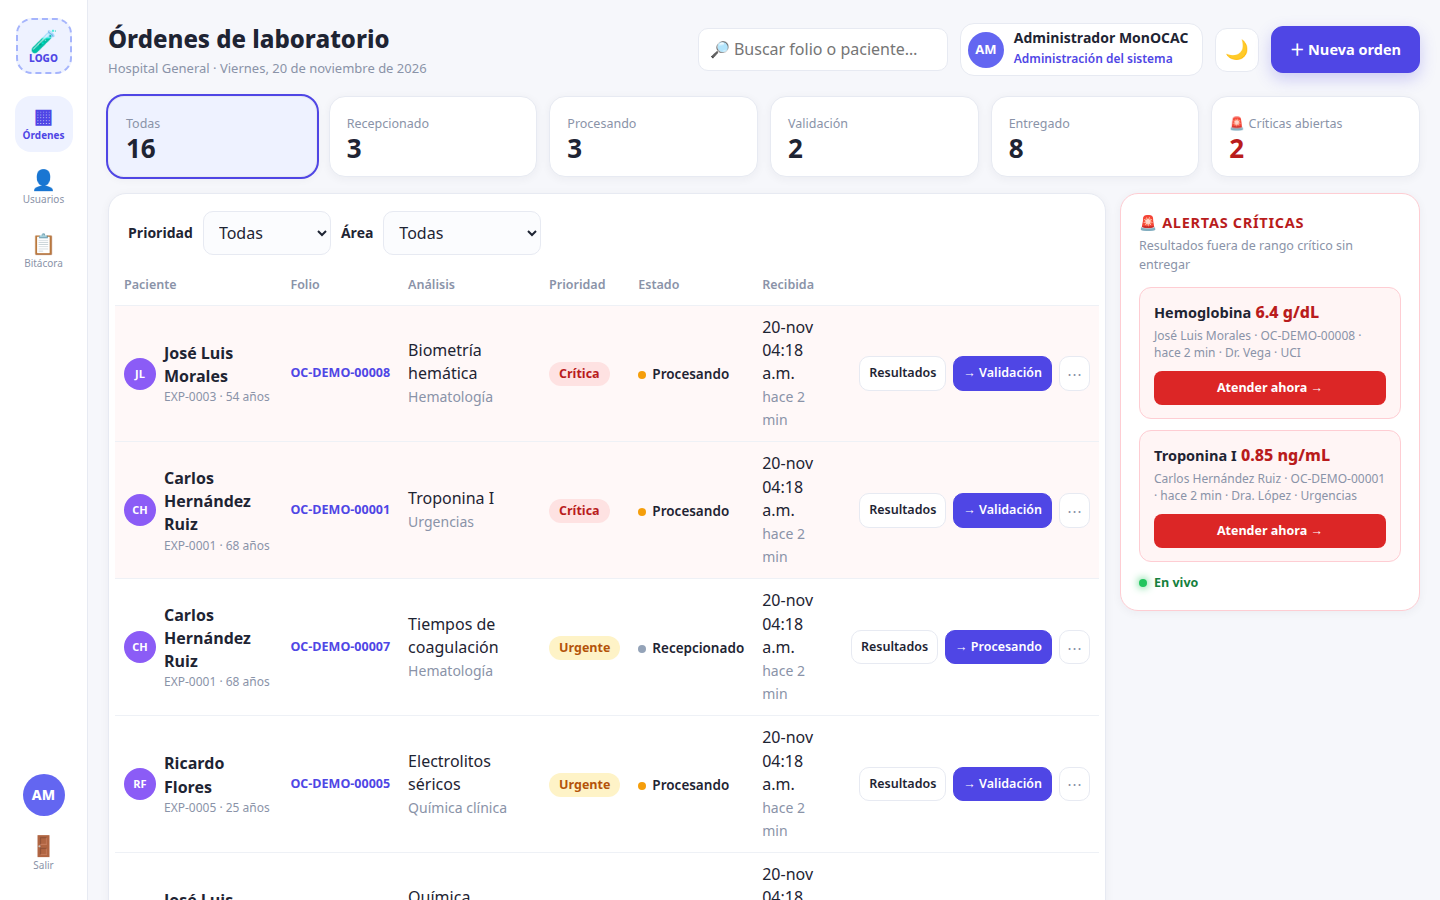 LOGO
Órdenes
Usuarios
Bitácora
AM
Salir
Órdenes de laboratorio
Hospital General · Viernes, 20 de noviembre de 2026
Buscar folio o paciente...
AM
Administrador MonOCAC
Administración del sistema
+ Nueva orden
Todas
16
Recepcionado
3
Procesando
3
Validación
2
Entregado
8
Críticas abiertas
2
Prioridad Todas Área Todas
Paciente Folio Análisis Prioridad Estado Recibida
JL
José Luis
Morales
EXP-0003 · 54 años
OC-DEMO-00008
Biometría
hemática
Hematología
Crítica
Procesando
20-nov
04:18
a.m.
hace 2
min
Resultados
→ Validación
...
CH
Carlos
Hernández
Ruiz
EXP-0001 · 68 años
OC-DEMO-00001
Troponina I
Urgencias
Crítica
Procesando
20-nov
04:18
a.m.
hace 2
min
Resultados
→ Validación
...
CH
Carlos
Hernández
Ruiz
EXP-0001 · 68 años
OC-DEMO-00007
Tiempos de
coagulación
Hematología
Urgente
Recepcionado
20-nov
04:18
a.m.
hace 2
min
Resultados
→ Procesando
...
RF
Ricardo
Flores
EXP-0005 · 25 años
OC-DEMO-00005
Electrolitos
séricos
Química clínica
Urgente
Procesando
20-nov
04:18
a.m.
hace 2
min
Resultados
→ Validación
...
José Luis
Química
20-nov
04:18
ALERTAS CRÍTICAS
Resultados fuera de rango crítico sin
entregar
Hemoglobina 6.4 g/dL
José Luis Morales · OC-DEMO-00008 ·
hace 2 min · Dr. Vega · UCI
Atender ahora →
Troponina I 0.85 ng/mL
Carlos Hernández Ruiz · OC-DEMO-00001
· hace 2 min · Dra. López · Urgencias
Atender ahora →
En vivo